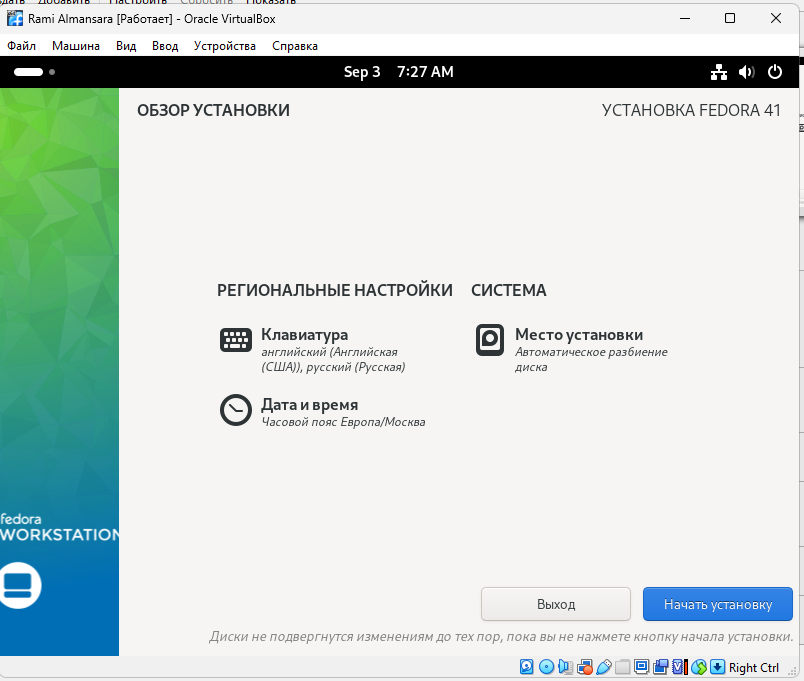 Rami Almansara [Работает] - Oracle VirtualBox
Файл Машина Вид Ввод Устройства Справка
Sep 3 7:27 AM
ОБЗОР УСТАНОВКИ
УСТАНОВКА FEDORA 41
РЕГИОНАЛЬНЫЕ НАСТРОЙКИ
Клавиатура
английский (Английская
(США)), русский (Русская)
Дата и время
Часовой пояс Европа/Москва
СИСТЕМА
Место установки
Автоматическое разбиение
диска
fedora
WORKSTATION
Выход
Начать установку
Диски не подвергнутся изменениям до тех пор, пока вы не нажмете кнопку начала установки.
Right Ctrl